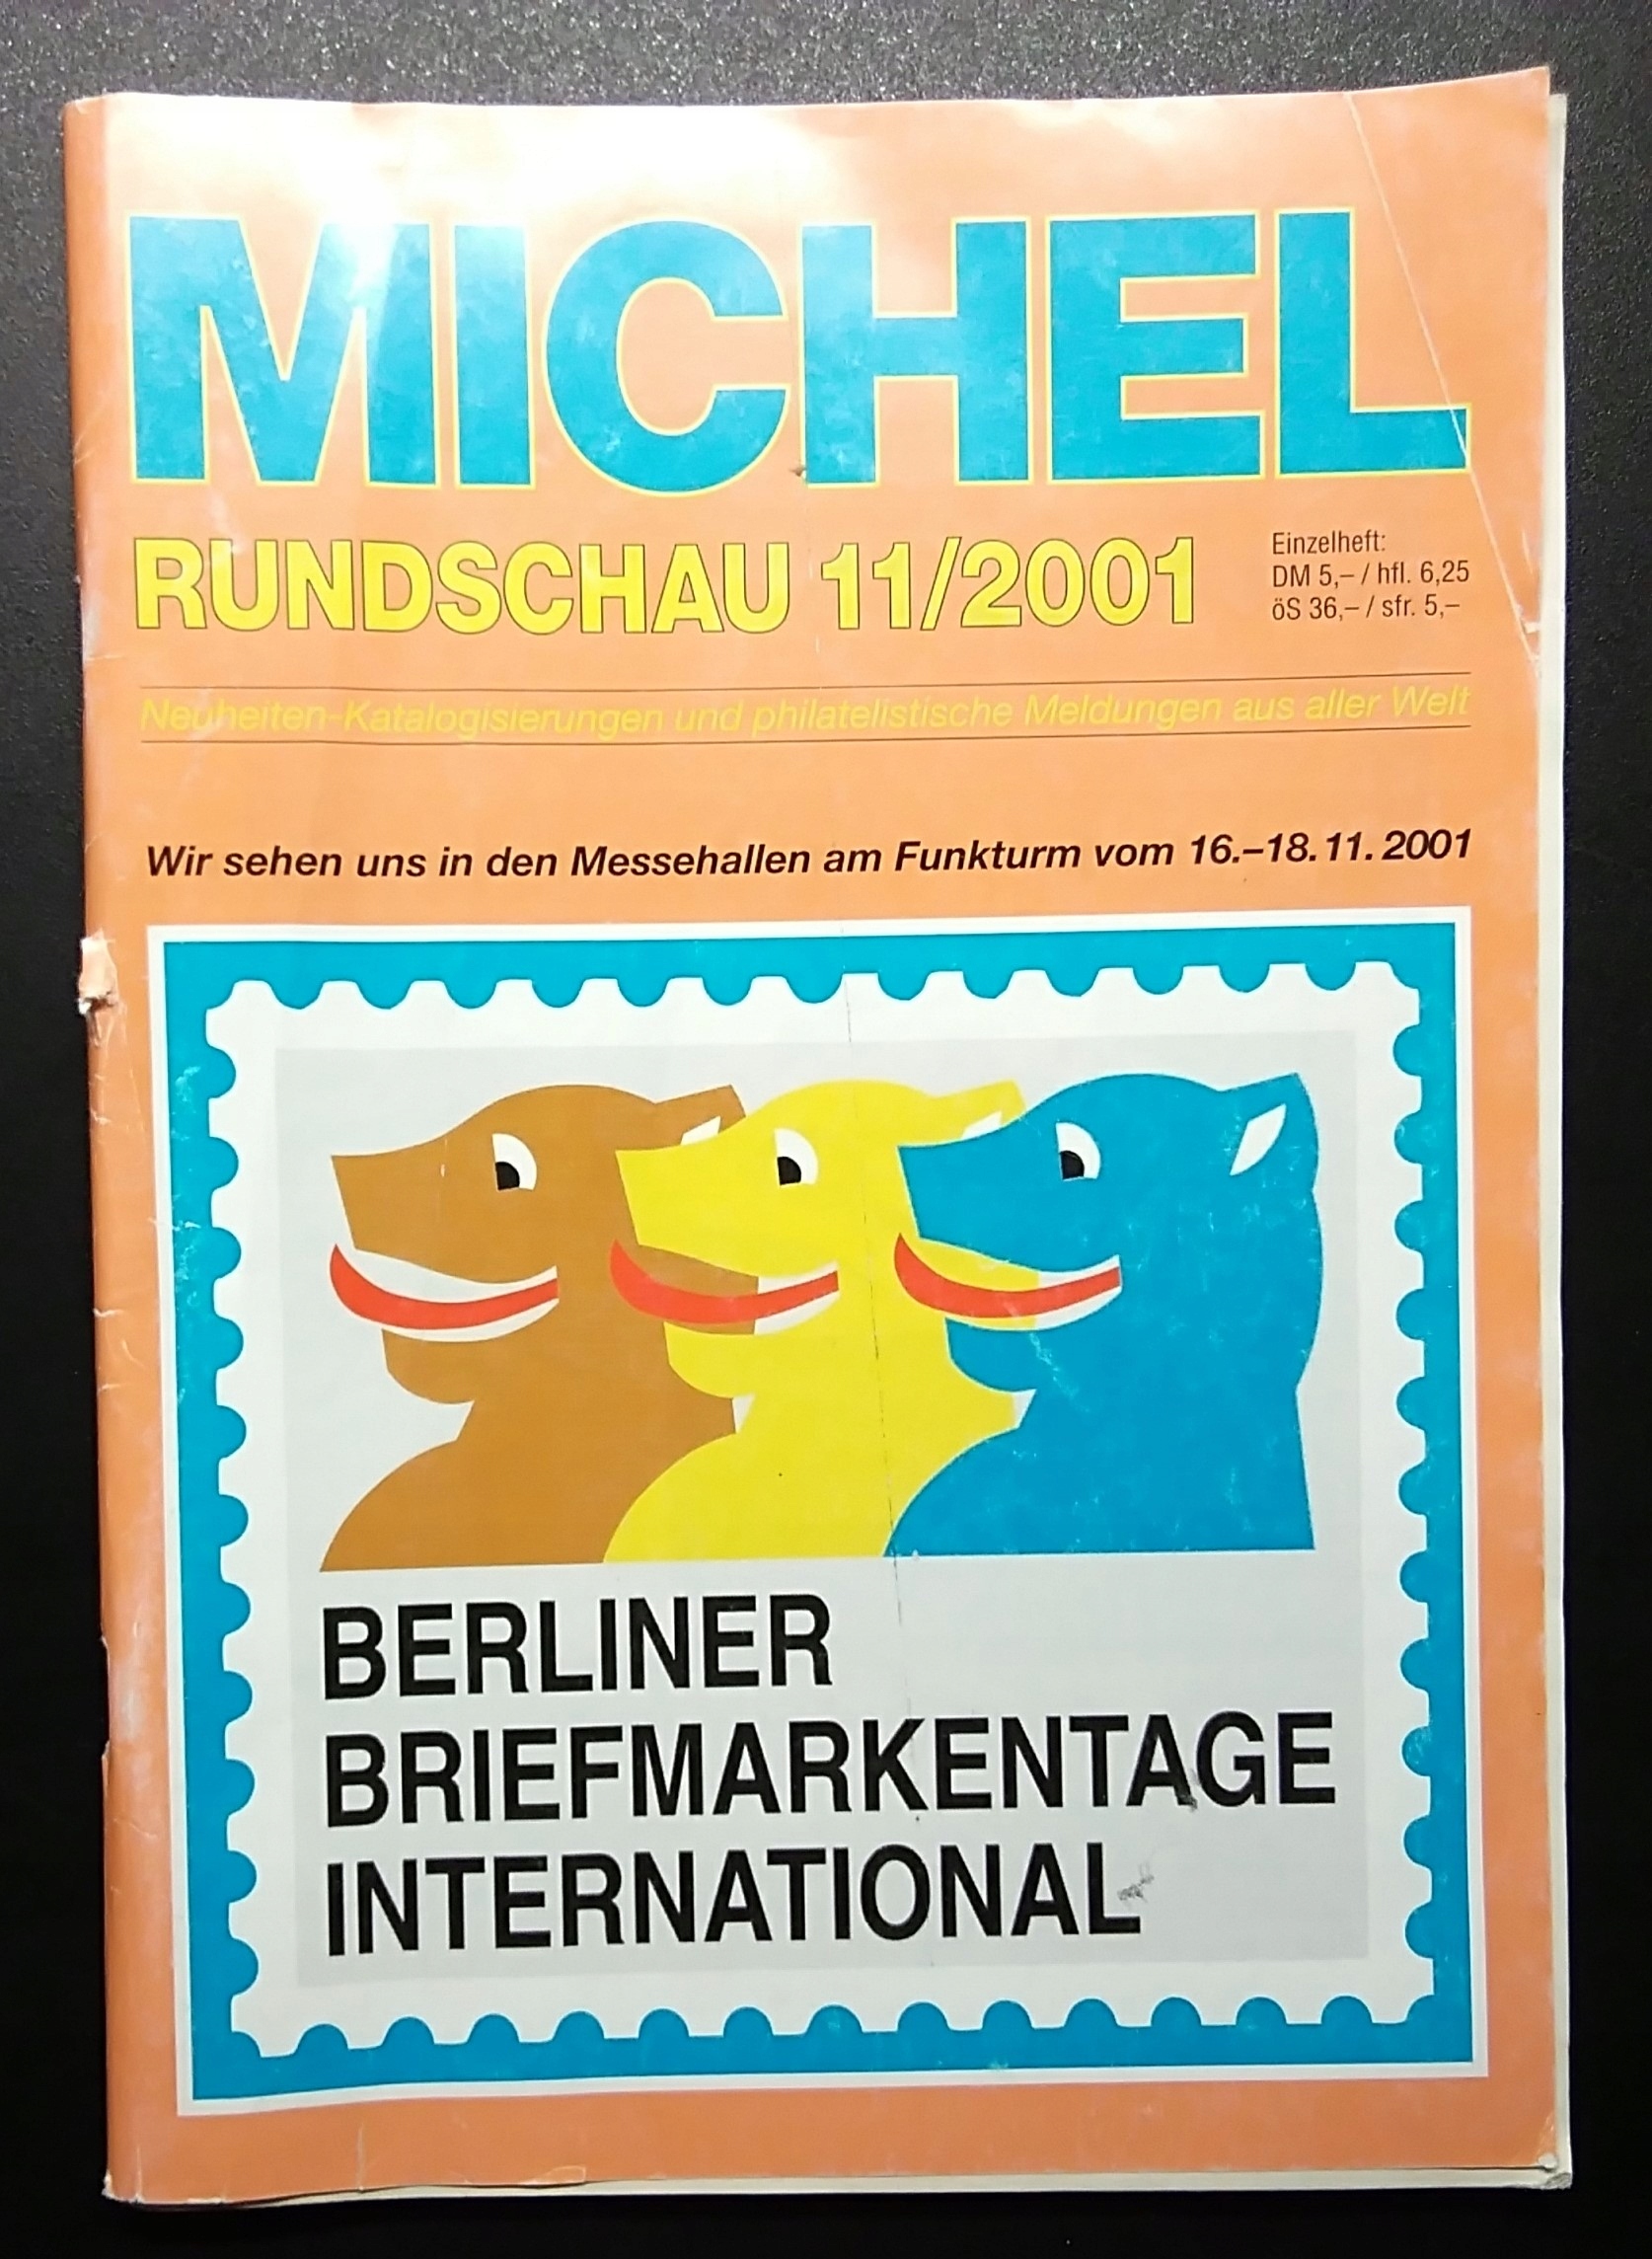 MICHEL
RUNDSCHAU 11/2001
Einzelheft:
DM 5,– / hfl. 6,25
öS 36,– / sfr. 5,–
Neuheiten-Katalogisierungen und philatelistische Meldungen aus aller Welt
Wir sehen uns in den Messehallen am Funkturm vom 16.–18. 11. 2001
BERLINER
BRIEFMARKENTAGE
INTERNATIONAL